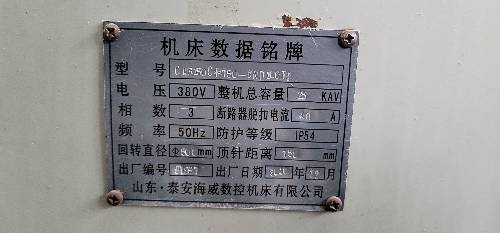 机床数据铭牌
型号
电压 380V 整机总容量 KAV
相数 3 断路器脱扣电流 A
频率 50Hz 防护等级 IP54
回转直径 mm 顶针距离 mm
出厂编号 出厂日期 年 月
山东·泰安海威数控机床有限公司